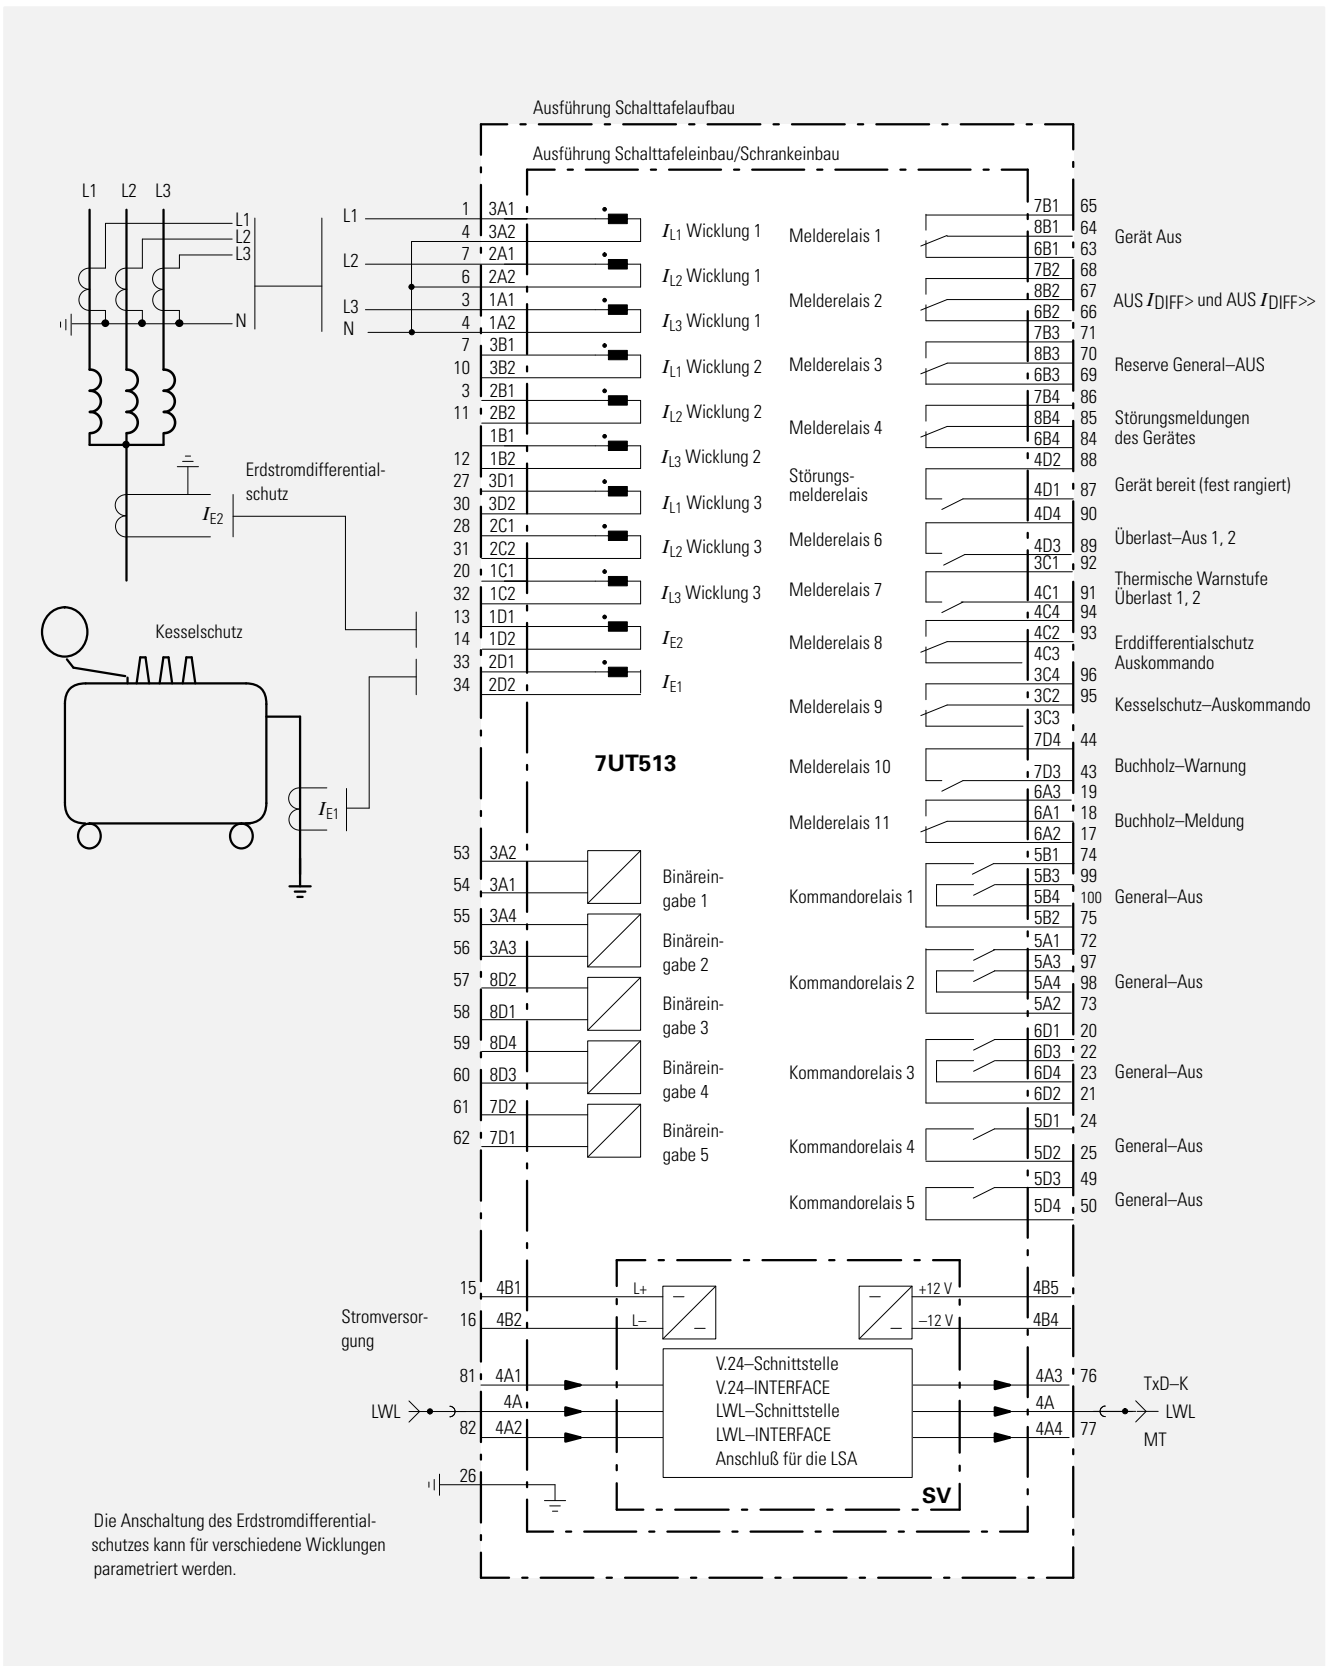 Ausführung Schalttafelaufbau
Ausführung Schalttafeleinbau/Schrankeinbau
L1 L2 L3
L1
L2
L3
N
L1
L2
L3
N
1 3A1
4 3A2
7 2A1
6 2A2
3 1A1
4 1A2
7 3B1
10 3B2
3 2B1
11 2B2
1B1
12 1B2
27 3D1
30 3D2
28 2C1
31 2C2
20 1C1
32 1C2
13 1D1
14 1D2
33 2D1
34 2D2
IL1 Wicklung 1
IL2 Wicklung 1
IL3 Wicklung 1
IL1 Wicklung 2
IL2 Wicklung 2
IL3 Wicklung 2
IL1 Wicklung 3
IL2 Wicklung 3
IL3 Wicklung 3
IE2
IE1
Erdstromdifferential-
schutz
IE2
Kesselschutz
IE1
7UT513
53 3A2
54 3A1
55 3A4
56 3A3
57 8D2
58 8D1
59 8D4
60 8D3
61 7D2
62 7D1
Binärein-
gabe 1
Binärein-
gabe 2
Binärein-
gabe 3
Binärein-
gabe 4
Binärein-
gabe 5
Melderelais 1
7B1 65
8B1 64
6B1 63
Gerät Aus
Melderelais 2
7B2 68
8B2 67
6B2 66
AUS IDIFF> und AUS IDIFF>>
Melderelais 3
7B3 71
8B3 70
6B3 69
Reserve General–AUS
Melderelais 4
7B4 86
8B4 85
6B4 84
Störungsmeldungen
des Gerätes
Störungs-
melderelais
4D2 88
4D1 87
Gerät bereit (fest rangiert)
Melderelais 6
4D4 90
4D3 89
Überlast–Aus 1, 2
Melderelais 7
3C1 92
4C1 91
Thermische Warnstufe
Überlast 1, 2
Melderelais 8
4C4 94
4C2 93
4C3
Erddifferentialschutz
Auskommando
Melderelais 9
3C4 96
3C2 95
3C3
Kesselschutz–Auskommando
Melderelais 10
7D4 44
7D3 43
Buchholz–Warnung
Melderelais 11
6A3 19
6A1 18
6A2 17
Buchholz–Meldung
Kommandorelais 1
5B1 74
5B3 99
5B4 100
5B2 75
General–Aus
Kommandorelais 2
5A1 72
5A3 97
5A4 98
5A2 73
General–Aus
Kommandorelais 3
6D1 20
6D3 22
6D4 23
6D2 21
General–Aus
Kommandorelais 4
5D1 24
5D2 25
General–Aus
Kommandorelais 5
5D3 49
5D4 50
General–Aus
Stromversor-
gung
15 4B1 L+
16 4B2 L–
+12 V 4B5
–12 V 4B4
81 4A1
LWL 4A
82 4A2
V.24–Schnittstelle
V.24–INTERFACE
LWL–Schnittstelle
LWL–INTERFACE
Anschluß für die LSA
4A3 76
TxD–K
4A LWL
4A4 77
MT
26
SV
Die Anschaltung des Erdstromdifferential-
schutzes kann für verschiedene Wicklungen
parametriert werden.